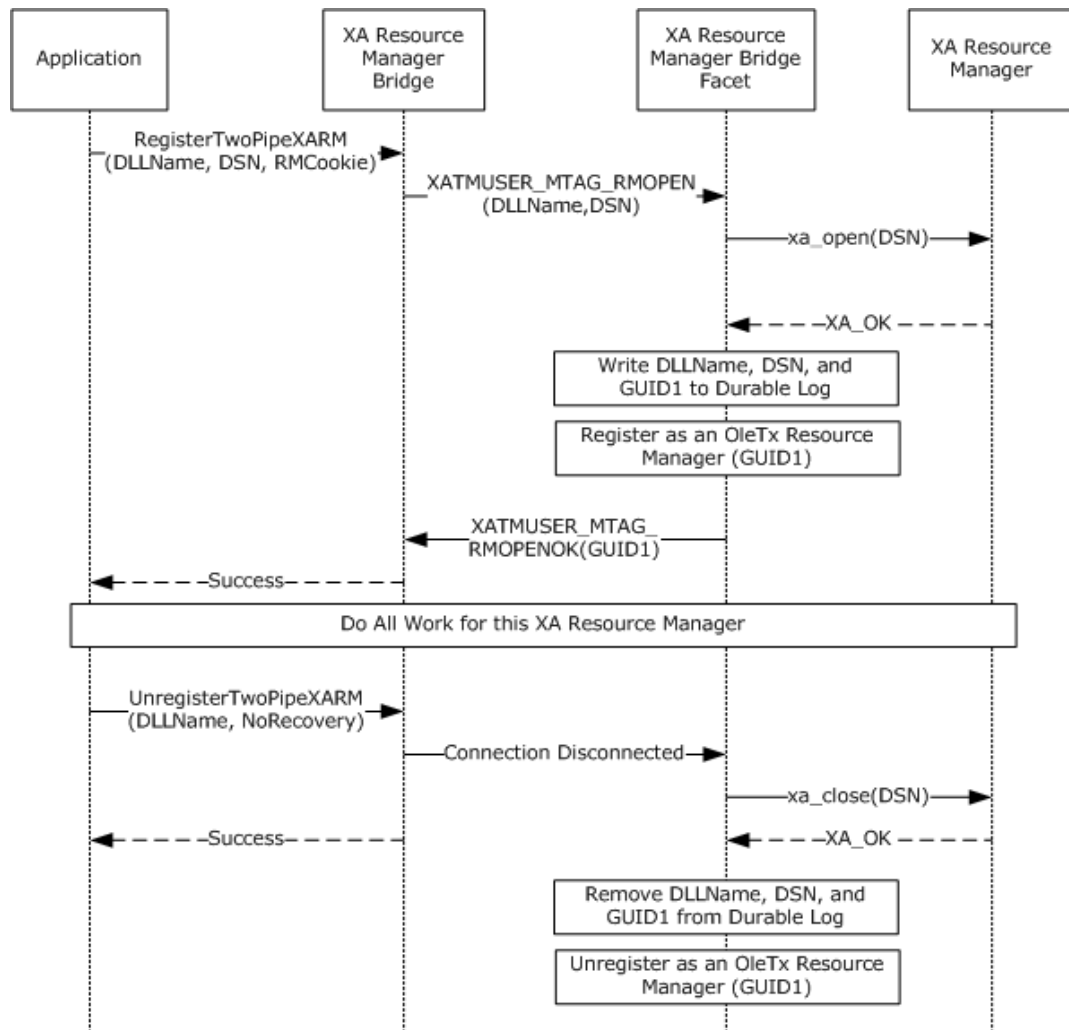 Application
XA Resource
Manager
Bridge
XA Resource
Manager Bridge
Facet
XA Resource
Manager
RegisterTwoPipeXARM
(DLLName, DSN, RMCookie)
XATMUSER_MTAG_RMOPEN
(DLLName,DSN)
xa_open(DSN)
XA_OK
Write DLLName, DSN, and
GUID1 to Durable Log
Register as an OleTx Resource
Manager (GUID1)
XATMUSER_MTAG_
RMOPENOK(GUID1)
Success
Do All Work for this XA Resource Manager
UnregisterTwoPipeXARM
(DLLName, NoRecovery)
Connection Disconnected
xa_close(DSN)
Success
XA_OK
Remove DLLName, DSN, and
GUID1 from Durable Log
Unregister as an OleTx Resource
Manager (GUID1)